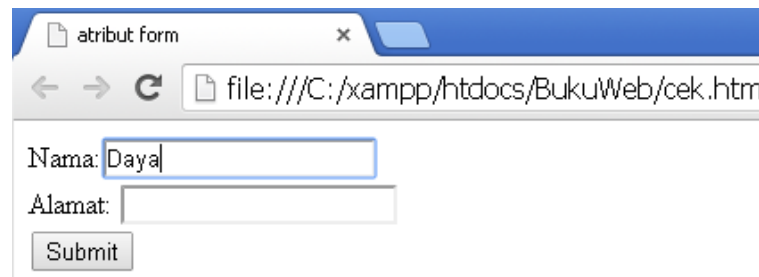 atribut form
file:///C:/xampp/htdocs/BukuWeb/cek.htm
Nama: Daya
Alamat:
Submit